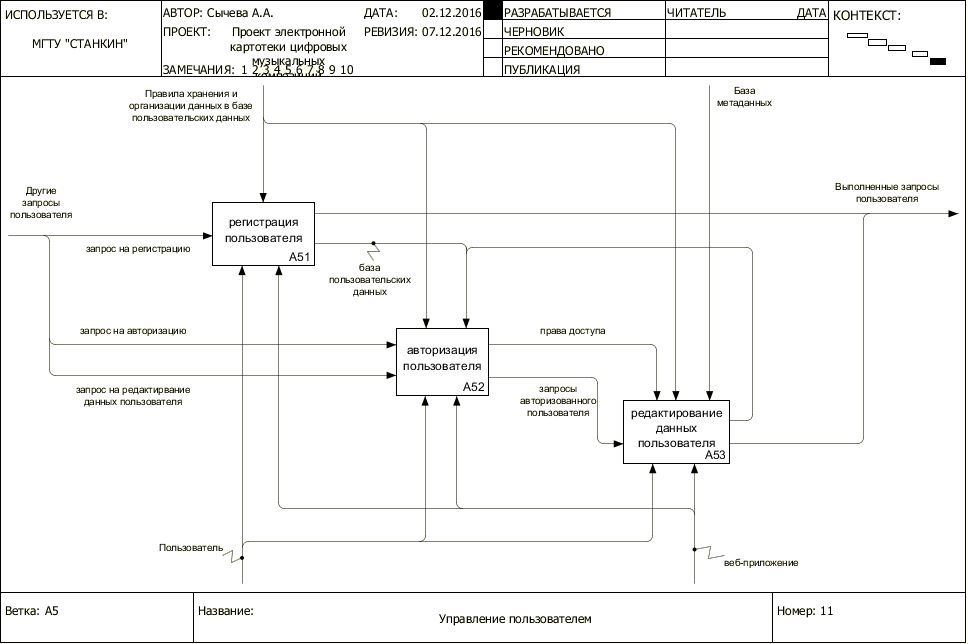 ИСПОЛЬЗУЕТСЯ В:
МГТУ "СТАНКИН"
АВТОР: Сычева А.А.
ДАТА: 02.12.2016
ПРОЕКТ: Проект электронной
картотеки цифровых
музыкальных
РЕВИЗИЯ: 07.12.2016
ЗАМЕЧАНИЯ: 1 2 3 4 5 6 7 8 9 10
РАЗРАБАТЫВАЕТСЯ
ЧЕРНОВИК
РЕКОМЕНДОВАНО
ПУБЛИКАЦИЯ
ЧИТАТЕЛЬ
ДАТА
КОНТЕКСТ:
Правила хранения и
организации данных в базе
пользовательских данных
База
метаданных
Другие
запросы
пользователя
Выполненные запросы
пользователя
регистрация
пользователя
A51
запрос на регистрацию
база
пользовательских
данных
запрос на авторизацию
авторизация
пользователя
A52
права доступа
запрос на редактирвание
данных пользователя
запросы
авторизованного
пользователя
редактирование
данных
пользователя
A53
Пользователь
веб-приложение
Ветка: A5
Название:
Управление пользователем
Номер: 11